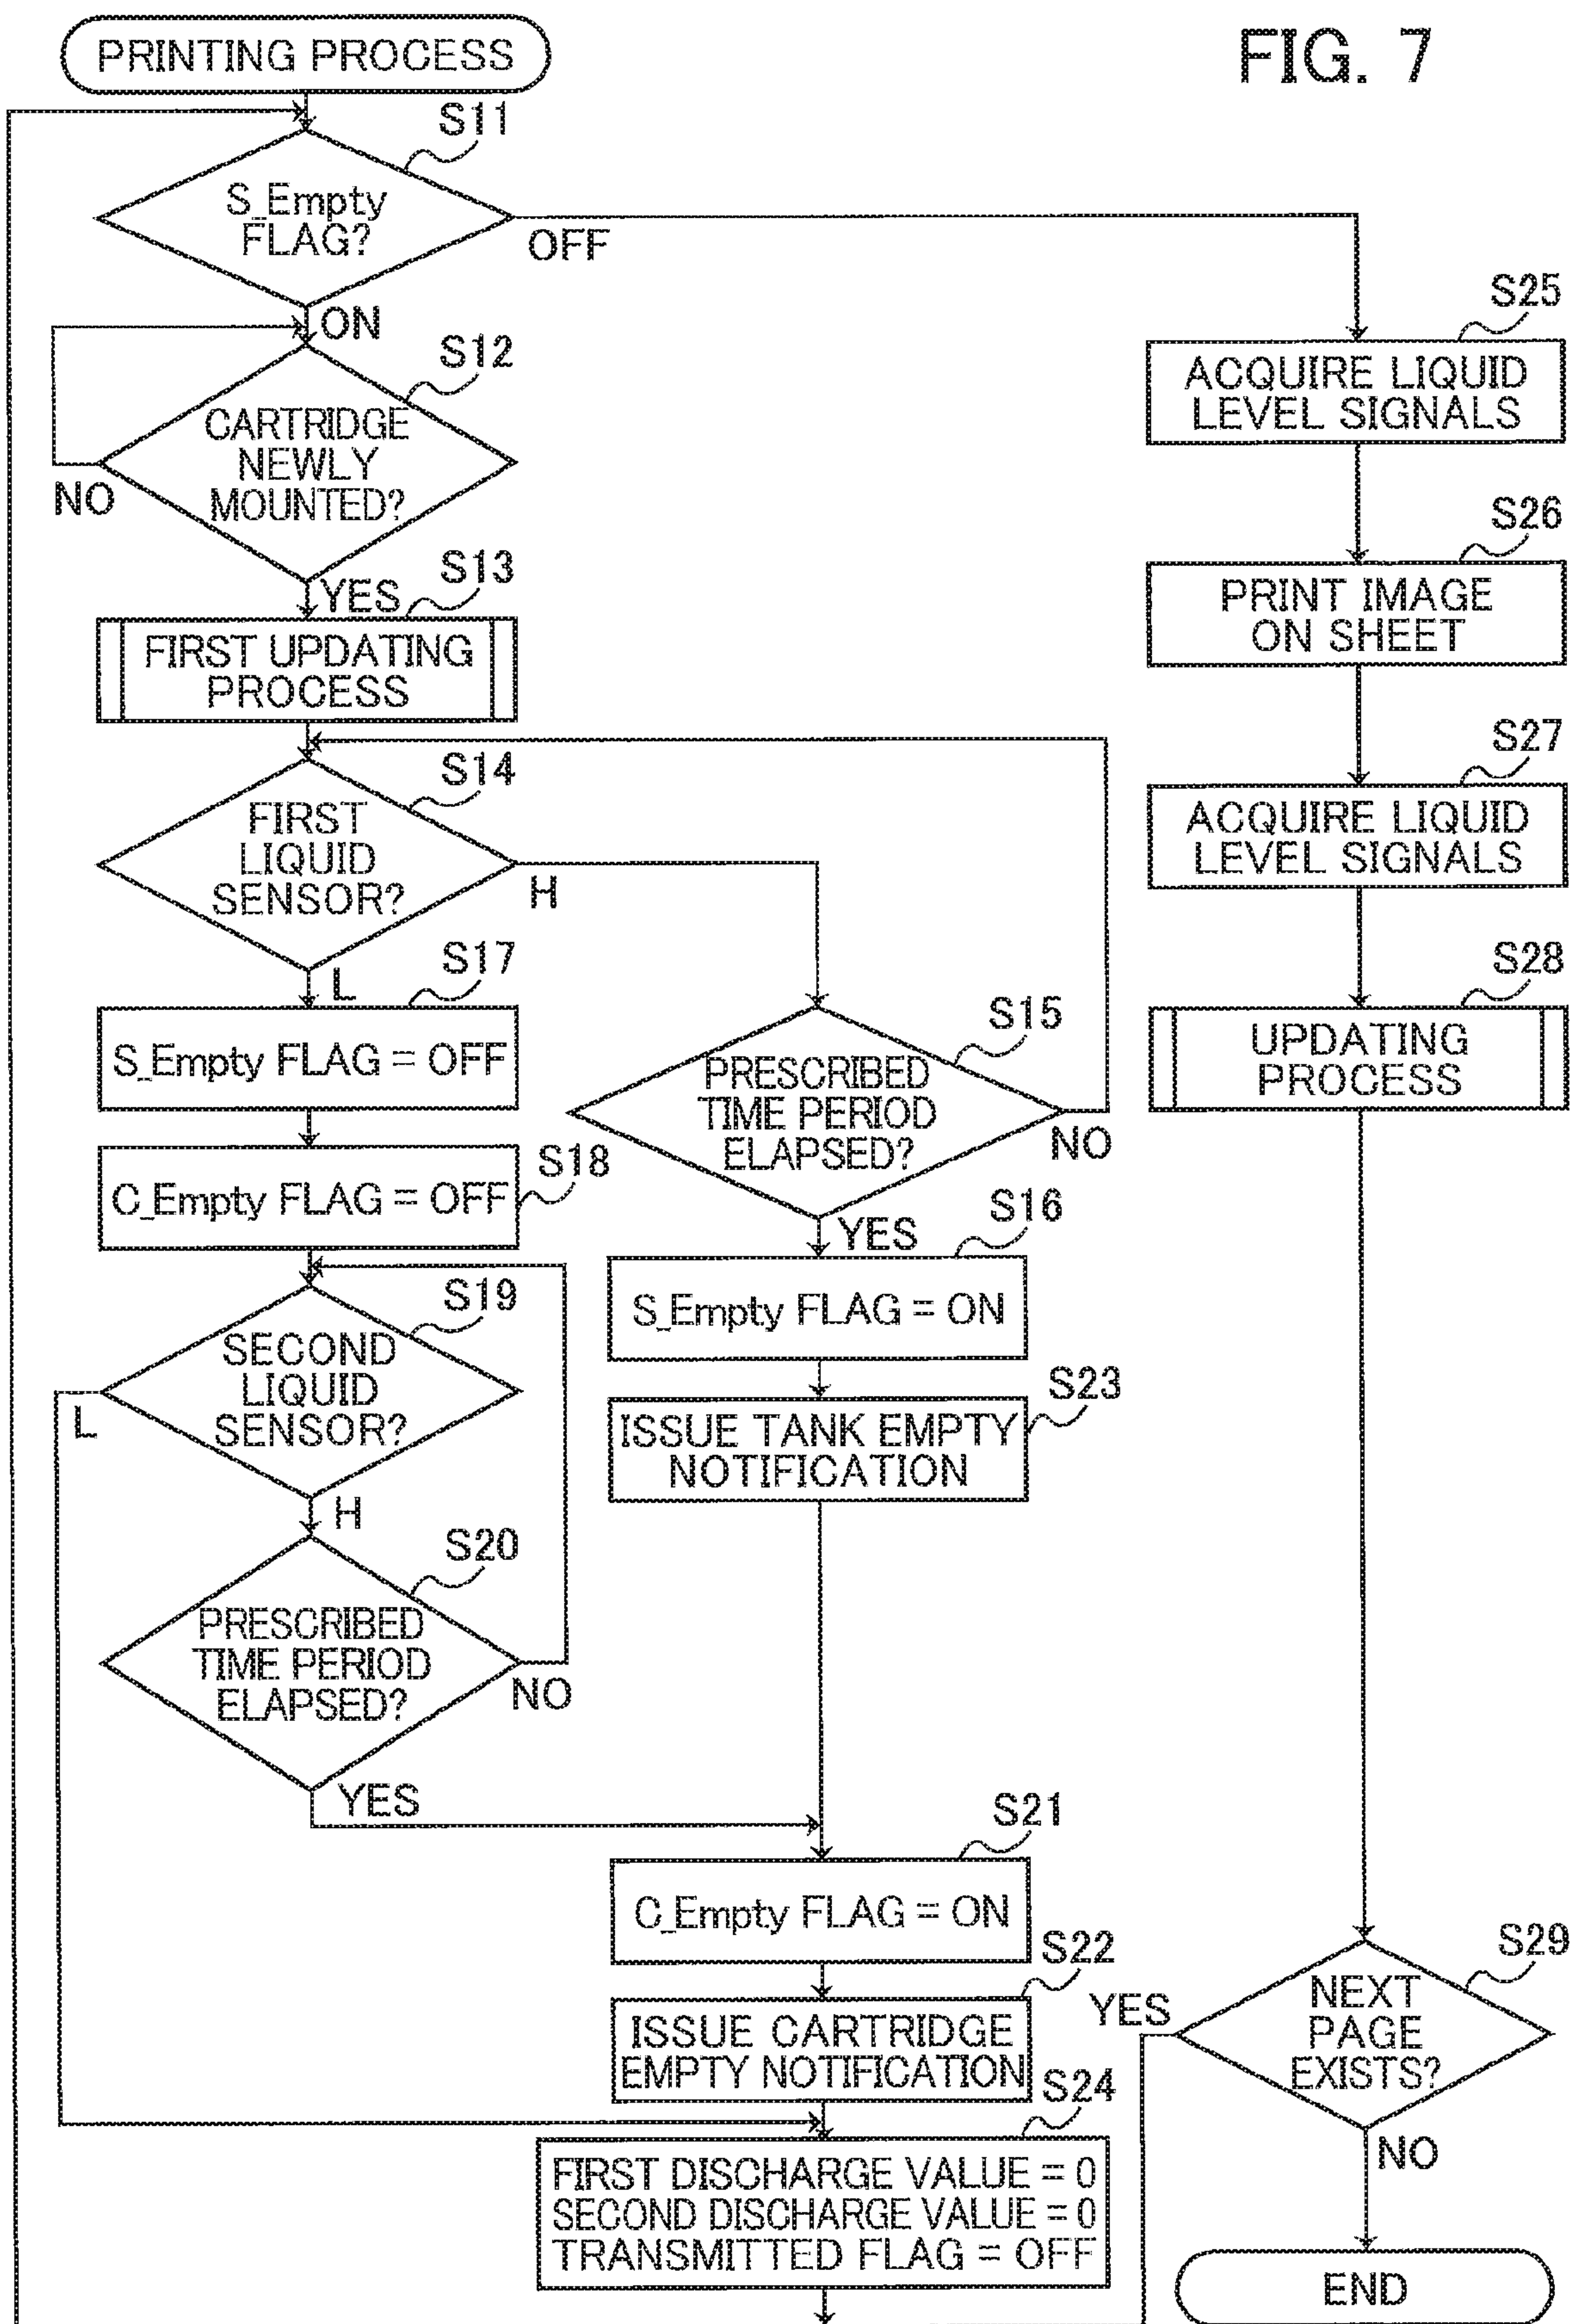 FIG. 7
PRINTING PROCESS
S11
S_Empty
FLAG?
OFF
ON
S12
CARTRIDGE
NEWLY
MOUNTED?
NO
YES
S13
FIRST UPDATING
PROCESS
S14
FIRST
LIQUID
SENSOR?
H
L
S17
S_Empty FLAG = OFF
S18
C_Empty FLAG = OFF
S19
SECOND
LIQUID
SENSOR?
L
H
S20
PRESCRIBED
TIME PERIOD
ELAPSED?
NO
YES
S15
PRESCRIBED
TIME PERIOD
ELAPSED?
NO
YES
S16
S_Empty FLAG = ON
S23
ISSUE TANK EMPTY
NOTIFICATION
S21
C_Empty FLAG = ON
S22
ISSUE CARTRIDGE
EMPTY NOTIFICATION
S24
FIRST DISCHARGE VALUE = 0
SECOND DISCHARGE VALUE = 0
TRANSMITTED FLAG = OFF
S25
ACQUIRE LIQUID
LEVEL SIGNALS
S26
PRINT IMAGE
ON SHEET
S27
ACQUIRE LIQUID
LEVEL SIGNALS
S28
UPDATING
PROCESS
S29
NEXT
PAGE
EXISTS?
YES
NO
END